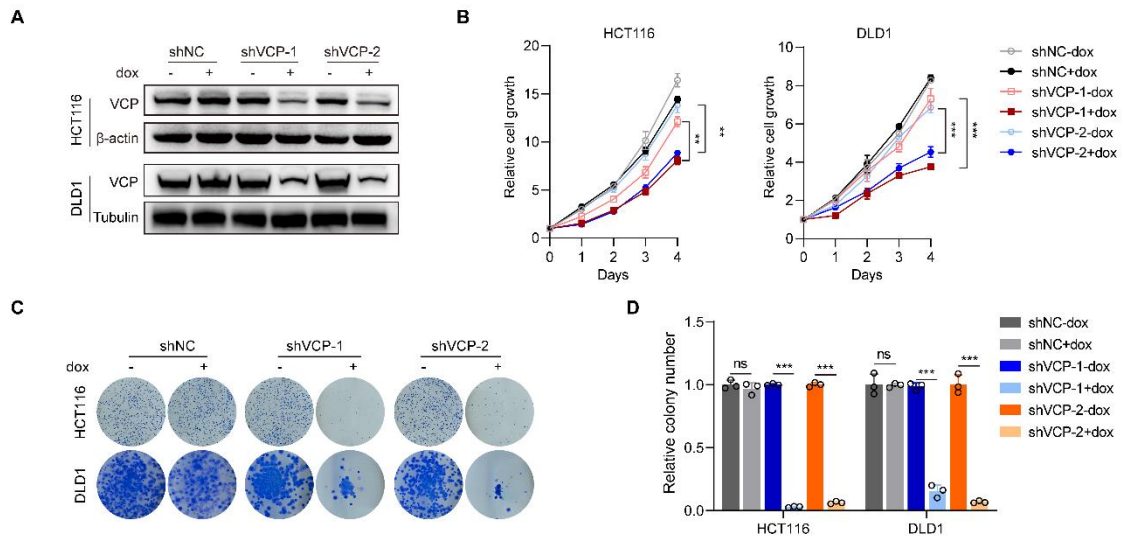 A
shNC shVCP-1 shVCP-2
dox - + - + - +
HCT116
VCP
β-actin
DLD1
VCP
Tubulin
B
HCT116
Relative cell growth
20
15
10
5
0
0 1 2 3 4
Days
**
**
DLD1
Relative cell growth
10
8
6
4
2
0
0 1 2 3 4
Days
***
***
shNC-dox
shNC+dox
shVCP-1-dox
shVCP-1+dox
shVCP-2-dox
shVCP-2+dox
C
shNC shVCP-1 shVCP-2
dox - + - + - +
HCT116
DLD1
D
Relative colony number
1.5
1.0
0.5
0.0
ns *** *** ns *** ***
HCT116 DLD1
shNC-dox
shNC+dox
shVCP-1-dox
shVCP-1+dox
shVCP-2-dox
shVCP-2+dox